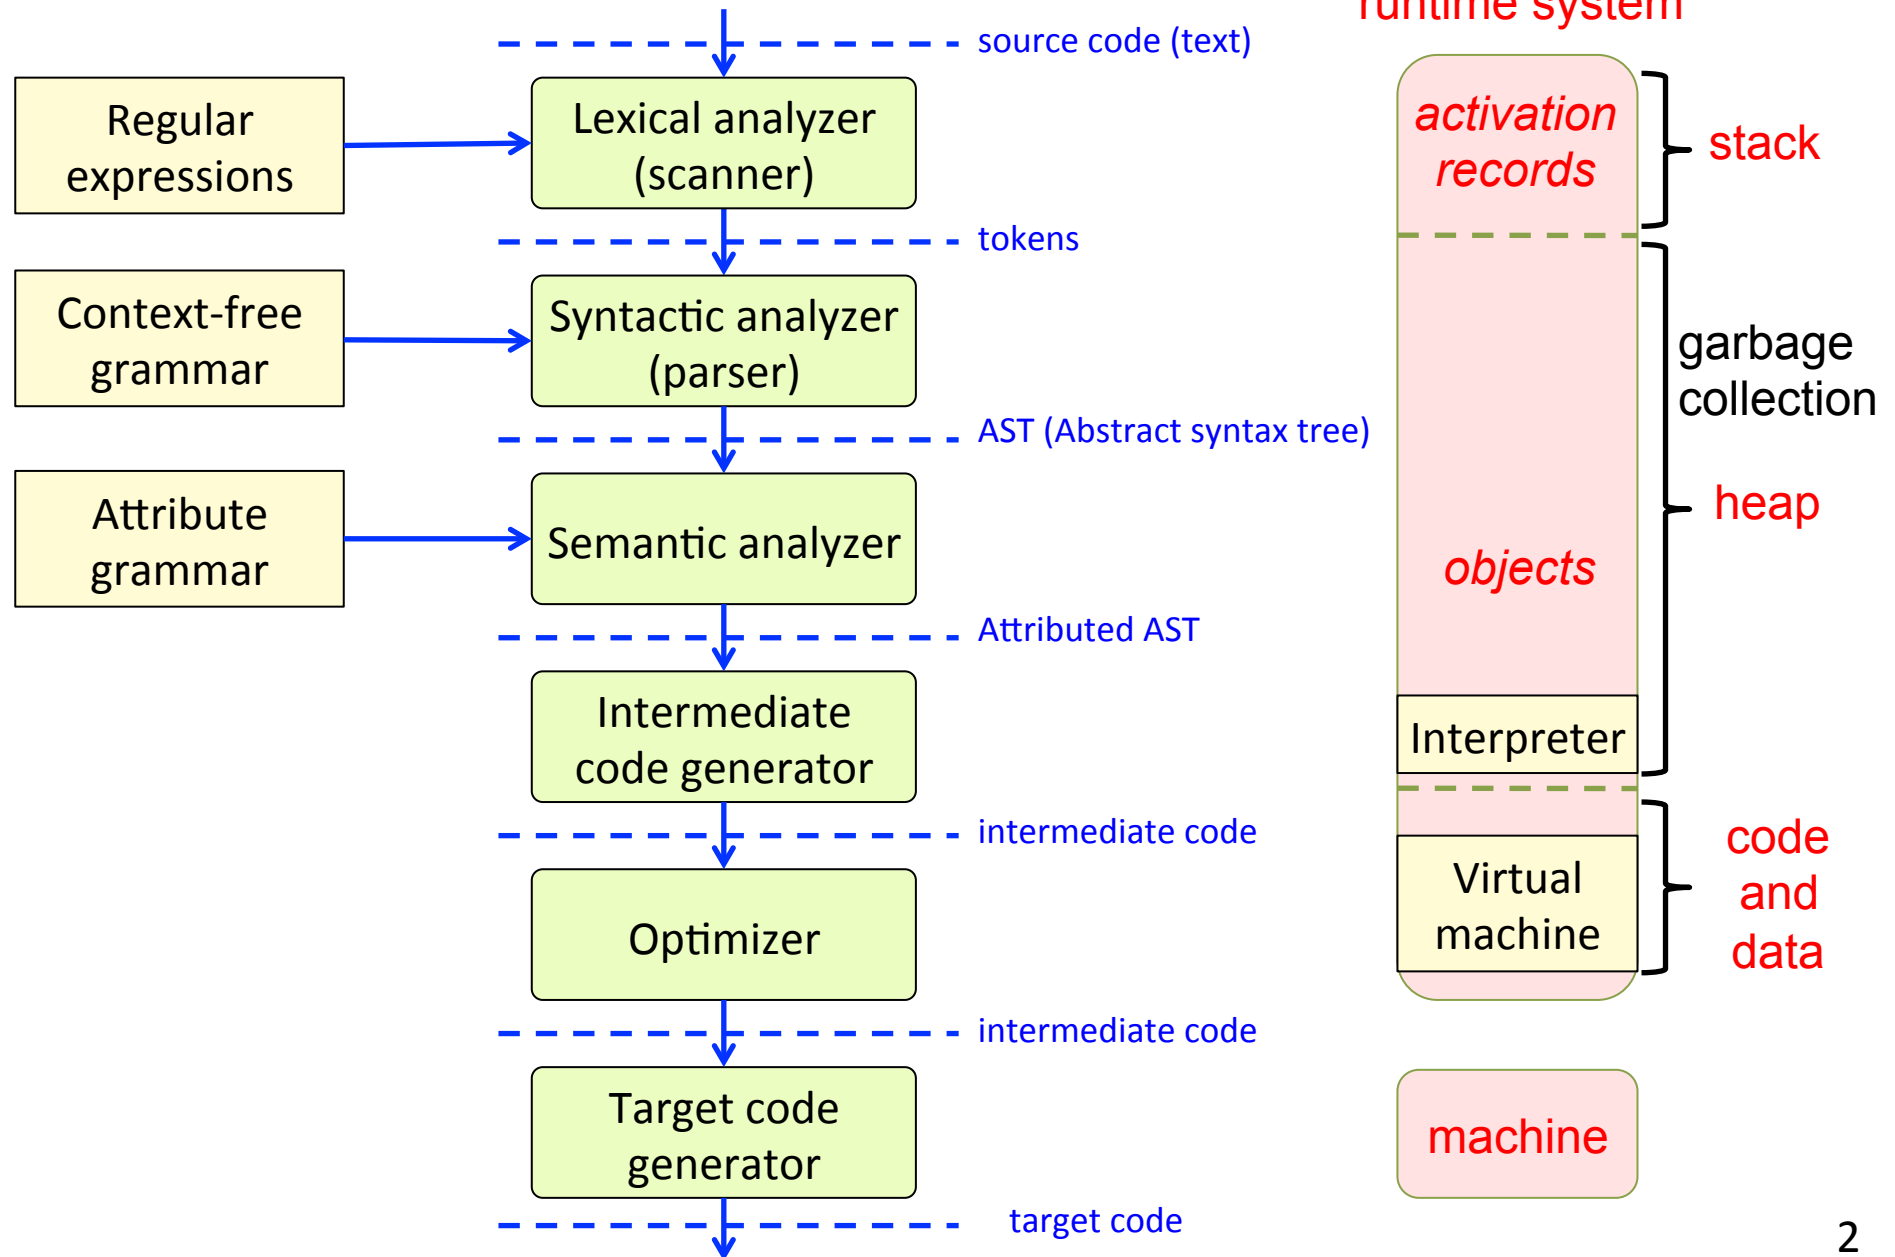 runtime system
source code (text)
Regular
expressions
Lexical analyzer
(scanner)
activation
records
stack
tokens
Context-free
grammar
Syntactic analyzer
(parser)
garbage
collection
AST (Abstract syntax tree)
Attribute
grammar
Semantic analyzer
heap
objects
Attributed AST
Intermediate
code generator
Interpreter
intermediate code
Optimizer
Virtual
machine
code
and
data
intermediate code
Target code
generator
machine
target code
2